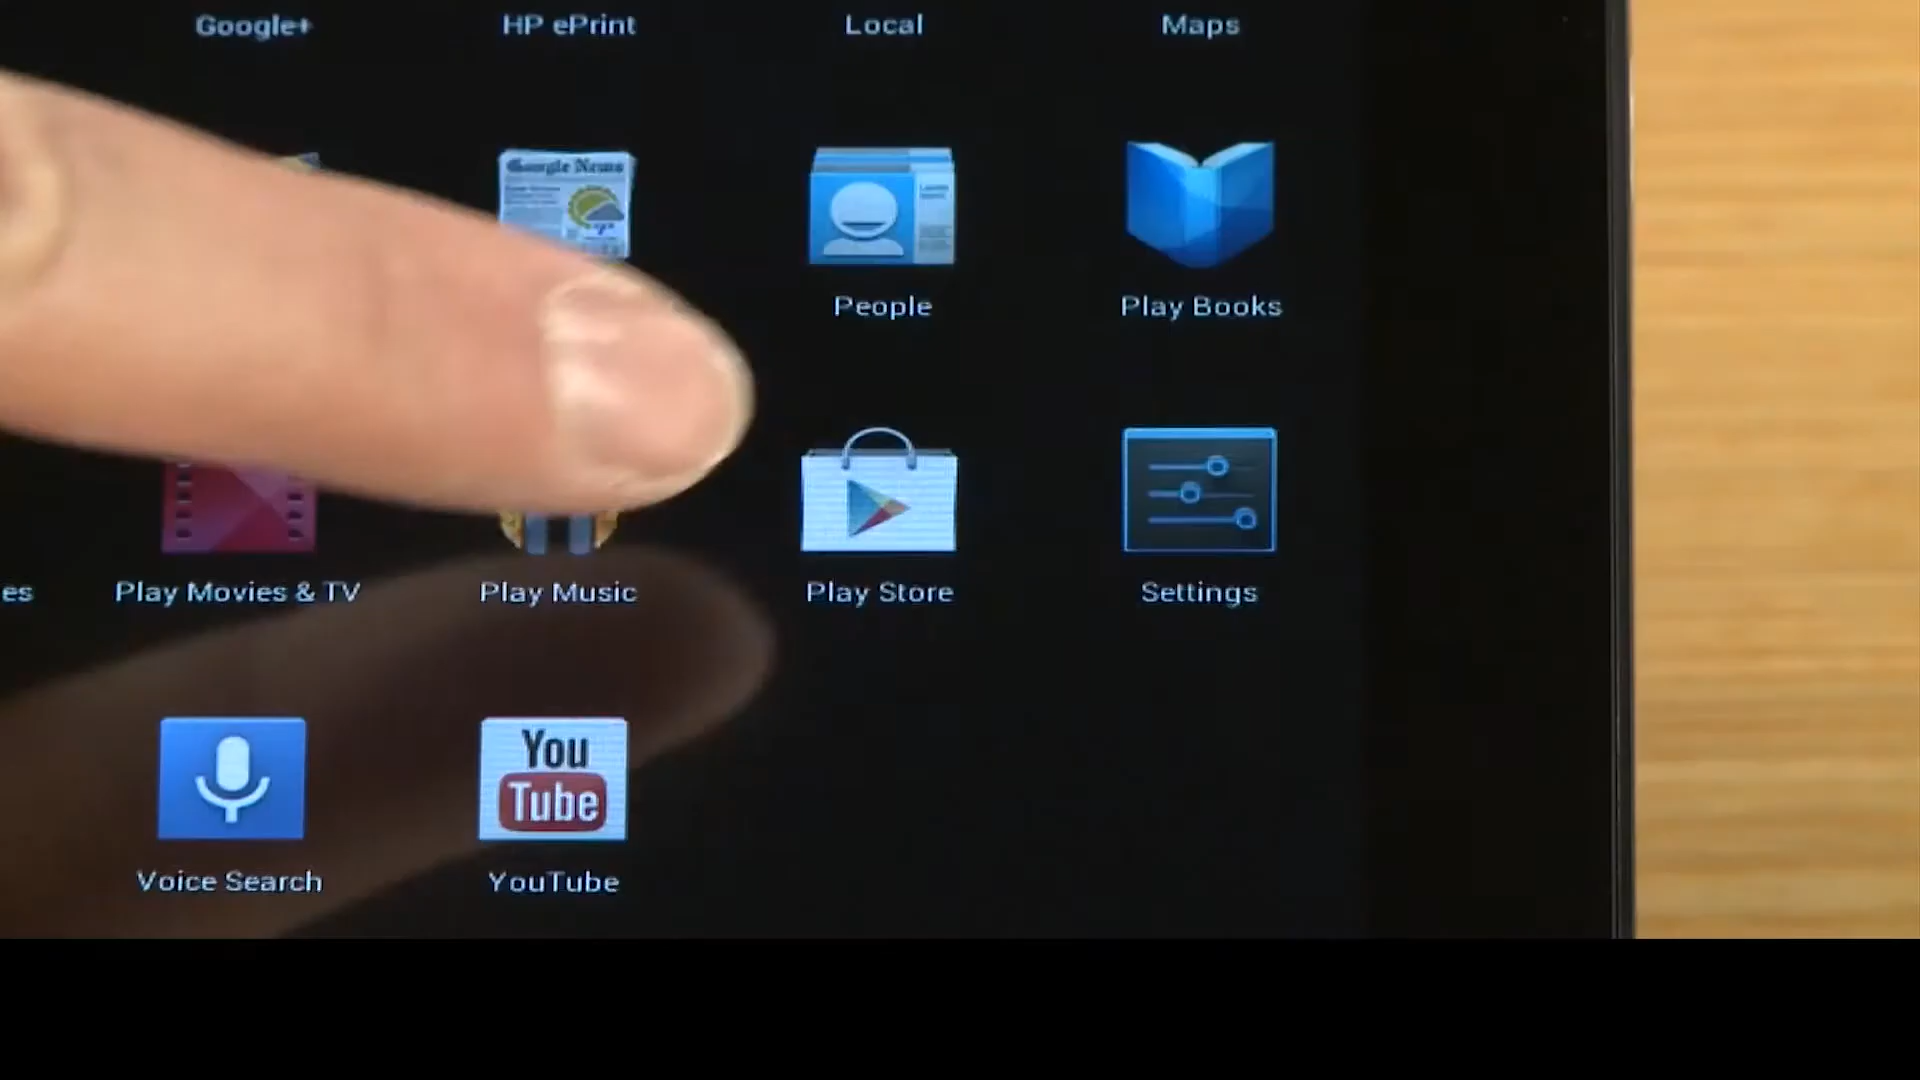 Google+
HP ePrint
Local
Maps
Google News
People
Play Books
es
Play Movies & TV
Play Music
Play Store
Settings
You
Tube
Voice Search
YouTube